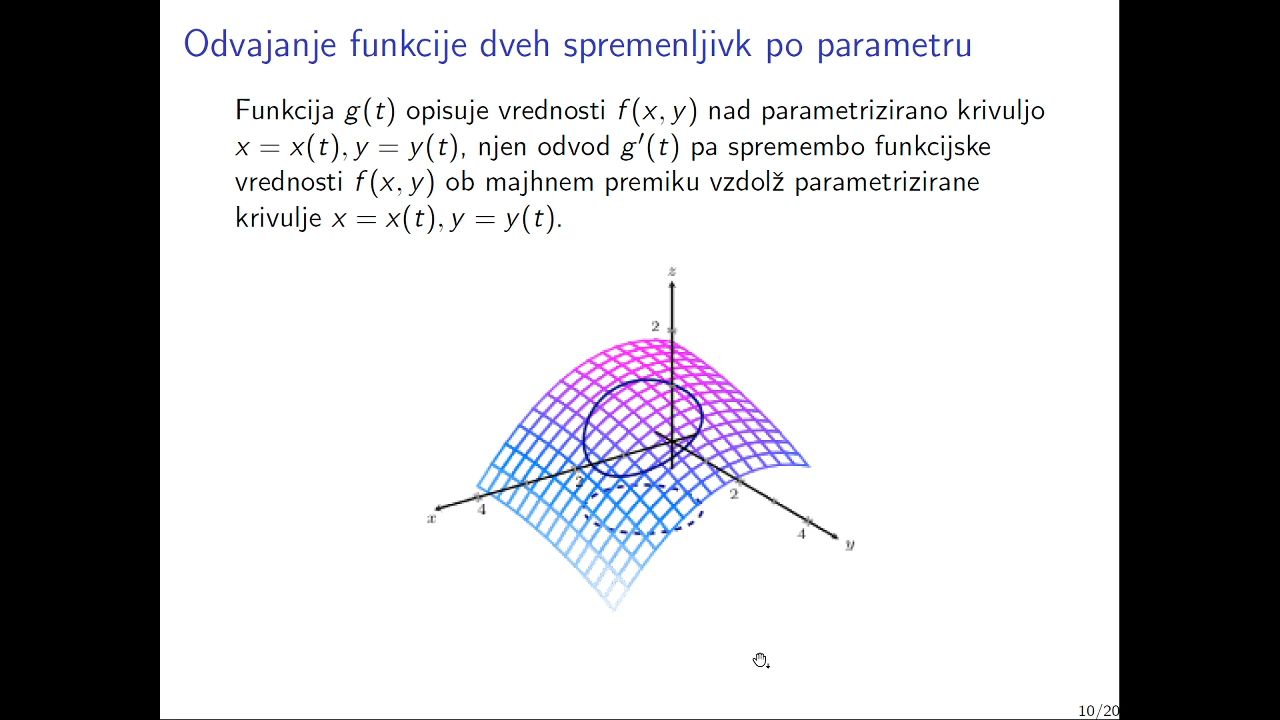 Odvajanje funkcije dveh spremenljivk po parametru
Funkcija g(t) opisuje vrednosti f(x, y) nad parametrizirano krivuljo
x = x(t), y = y(t), njen odvod g′(t) pa spremembo funkcijske
vrednosti f(x, y) ob majhnem premiku vzdolž parametrizirane
krivulje x = x(t), y = y(t).
z
2
2
2
4
x
4
y
10/20